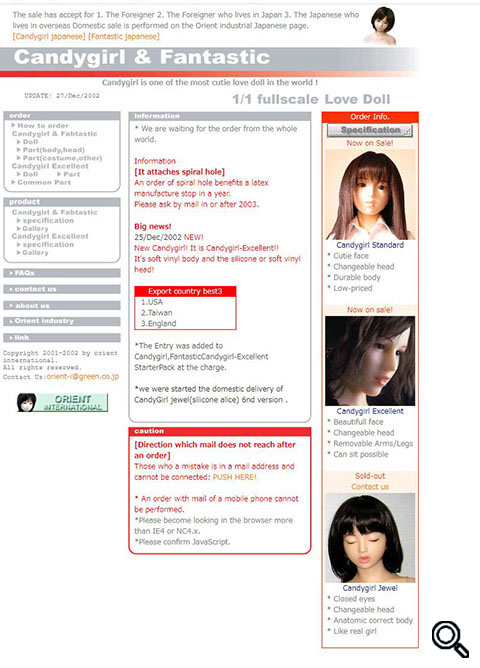 The sale has accept for 1. The Foreigner 2. The Foreigner who lives in Japan 3. The Japanese who
lives in overseas Domestic sale is performed on the Orient industrial Japanese page.
[Candygirl japanese] [Fantastic japanese]
Candygirl & Fantastic
Candygirl is one of the most cutie love doll in the world !
UPDATE: 27/Dec/2002
1/1 fullscale Love Doll
order
How to order
Candygirl & Fabtastic
Doll
Part(body,head)
Part(costume,other)
Candygirl Excellent
Doll Part
Common Part
product
Candygirl & Fabtastic
specification
Gallery
Candygirl Excellent
specification
Gallery
FAQs
contact us
about us
Orient industry
link
Copyright 2001-2002 by orient
international.
All rights reserved.
Contact Us:orient-i@green.co.jp
ORIENT
INTERNATIONAL
information
* We are waiting for the order from the whole
world.
Information
[It attaches spiral hole]
An order of spiral hole benefits a latex
manufacture stop in a year.
Please ask by mail in or after 2003.
Big news!
25/Dec/2002 NEW!
New Candygirl! It is Candygirl-Excellent!!
It's soft vinyl body and the silicone or soft vinyl
head!
Export country best3
1.USA
2.Taiwan
3.England
*The Entry was added to
Candygirl,FantasticCandygirl-Excellent
StarterPack at the charge.
*we were started the domestic delivery of
CandyGirl jewel(silicone alice) 6nd version .
caution
[Direction which mail does not reach after
an order]
Those who a mistake is in a mail address and
cannot be connected: PUSH HERE!
* An order with mail of a mobile phone cannot
be performed.
*Please become looking in the browser more
than IE4 or NC4.x.
*Please confirm JavaScript.
Order Info.
Specification
Now on Sale!
Candygirl Standard
* Cutie face
* Changeable head
* Durable body
* Low-priced
Now on sale!
Candygirl Excellent
* Beautifull face
* Changeable head
* Removable Arms/Legs
* Can sit possible
Sold-out
Contact us
Candygirl Jewel
* Closed eyes
* Changeable head
* Anatomic correct body
* Like real girl